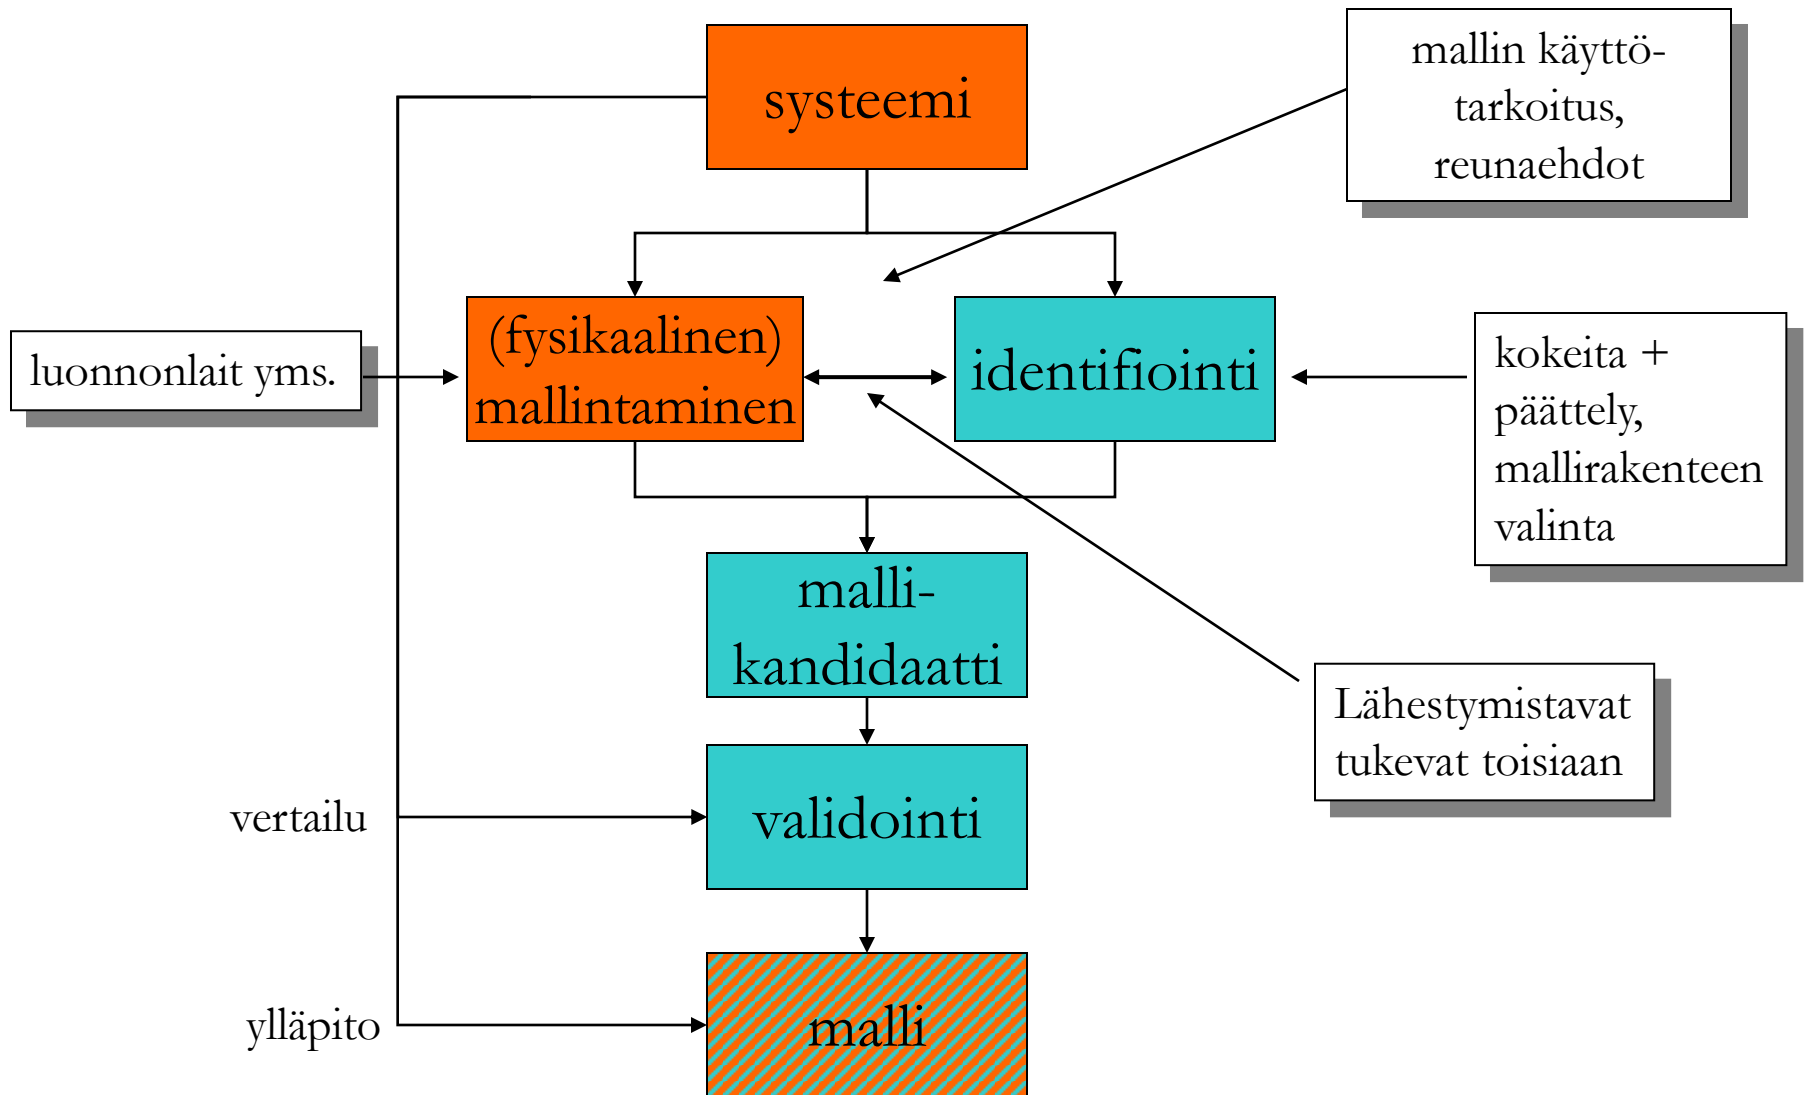 systeemi
mallin käyttö-
tarkoitus,
reunaehdot
luonnonlait yms.
(fysikaalinen)
mallintaminen
identifiointi
kokeita +
päättely,
mallirakenteen
valinta
malli-
kandidaatti
Lähestymistavat
tukevat toisiaan
vertailu
validointi
ylläpito
malli